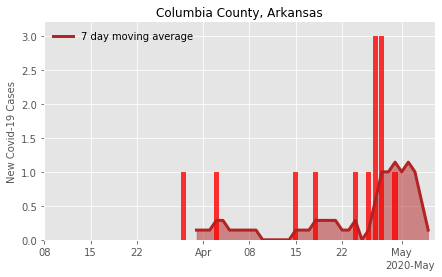 Columbia County, Arkansas
7 day moving average
New Covid-19 Cases
3.0
2.5
2.0
1.5
1.0
0.5
0.0
08 15 22 Apr 08 15 22 May
2020-May